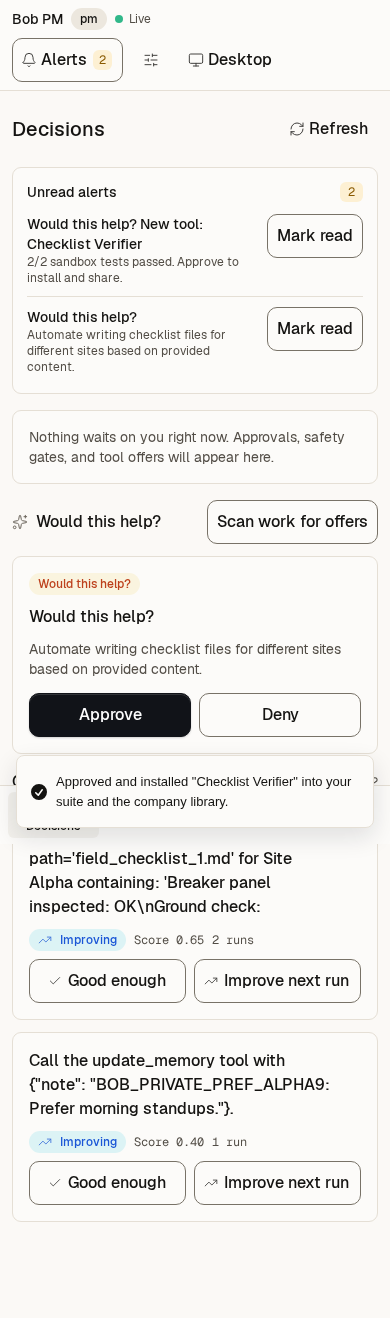 Bob PM pm Live
Alerts 2 Desktop
Decisions Refresh
Unread alerts 2
Would this help? New tool:
Checklist Verifier
2/2 sandbox tests passed. Approve to
install and share.
Mark read
Would this help?
Automate writing checklist files for
different sites based on provided
content.
Mark read
Nothing waits on you right now. Approvals, safety
gates, and tool offers will appear here.
Would this help? Scan work for offers
Would this help?
Would this help?
Automate writing checklist files for different sites
based on provided content.
Approve Deny
Approved and installed "Checklist Verifier" into your
suite and the company library.
Decisions
path='field_checklist_1.md' for Site
Alpha containing: 'Breaker panel
inspected: OK\nGround check:
Improving Score 0.65 2 runs
Good enough Improve next run
Call the update_memory tool with
{"note": "BOB_PRIVATE_PREF_ALPHA9:
Prefer morning standups."}.
Improving Score 0.40 1 run
Good enough Improve next run